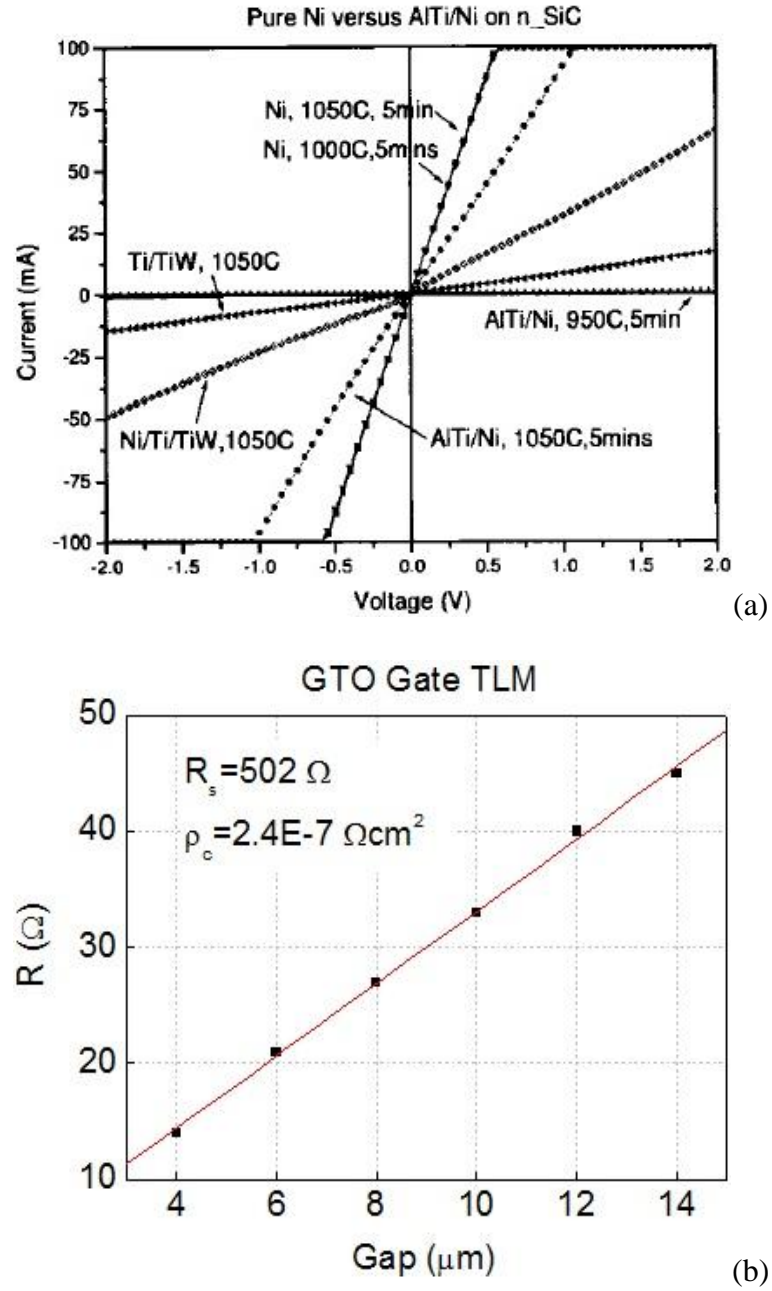 Pure Ni versus AlTi/Ni on n_SiC
100
75
50
25
0
-25
-50
-75
-100
Current (mA)
Ni, 1050C, 5min
Ni, 1000C,5mins
Ti/TiW, 1050C
AlTi/Ni, 950C,5min
Ni/Ti/TiW,1050C
AlTi/Ni, 1050C,5mins
-2.0 -1.5 -1.0 -0.5 0.0 0.5 1.0 1.5 2.0
Voltage (V)
(a)
GTO Gate TLM
50
40
30
20
10
R (Ω)
Rs=502 Ω
ρc=2.4E-7 Ωcm²
4 6 8 10 12 14
Gap (μm)
(b)